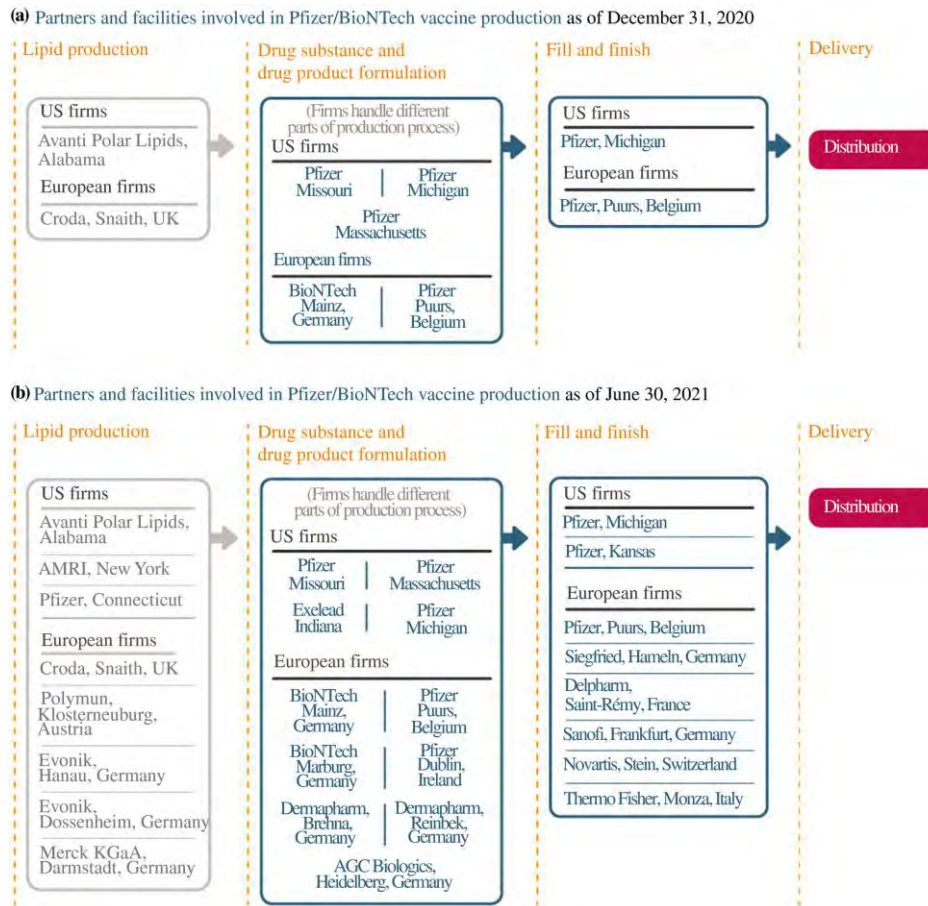 (a) Partners and facilities involved in Pfizer/BioNTech vaccine production as of December 31, 2020
Lipid production
US firms
Avanti Polar Lipids,
Alabama
European firms
Croda, Snaith, UK
Drug substance and
drug product formulation
(Firms handle different
parts of production process)
US firms
Pfizer
Missouri
Pfizer
Michigan
Pfizer
Massachusetts
European firms
BioNTech
Mainz,
Germany
Pfizer
Puurs,
Belgium
Fill and finish
US firms
Pfizer, Michigan
European firms
Pfizer, Puurs, Belgium
Delivery
Distribution
(b) Partners and facilities involved in Pfizer/BioNTech vaccine production as of June 30, 2021
Lipid production
US firms
Avanti Polar Lipids,
Alabama
AMRI, New York
Pfizer, Connecticut
European firms
Croda, Snaith, UK
Polymun,
Klosterneuburg,
Austria
Evonik,
Hanau, Germany
Evonik,
Dossenheim, Germany
Merck KGaA,
Darmstadt, Germany
Drug substance and
drug product formulation
(Firms handle different
parts of production process)
US firms
Pfizer
Missouri
Pfizer
Massachusetts
Exelead
Indiana
Pfizer
Michigan
European firms
BioNTech
Mainz,
Germany
Pfizer
Puurs,
Belgium
BioNTech
Marburg,
Germany
Pfizer
Dublin,
Ireland
Dermapharm,
Brehna,
Germany
Dermapharm,
Reinbek,
Germany
AGC Biologics,
Heidelberg, Germany
Fill and finish
US firms
Pfizer, Michigan
Pfizer, Kansas
European firms
Pfizer, Puurs, Belgium
Siegfried, Hameln, Germany
Delpharm,
Saint-Rémy, France
Sanofi, Frankfurt, Germany
Novartis, Stein, Switzerland
Thermo Fisher, Monza, Italy
Delivery
Distribution